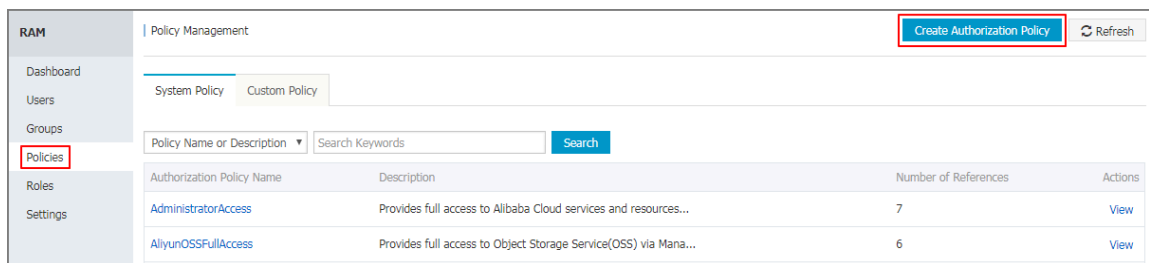 RAM
Policy Management
Create Authorization Policy
Refresh
Dashboard
Users
Groups
Policies
Roles
Settings
System Policy Custom Policy
Policy Name or Description Search Keywords Search
Authorization Policy Name Description Number of References Actions
AdministratorAccess Provides full access to Alibaba Cloud services and resources... 7 View
AliyunOSSFullAccess Provides full access to Object Storage Service(OSS) via Mana... 6 View